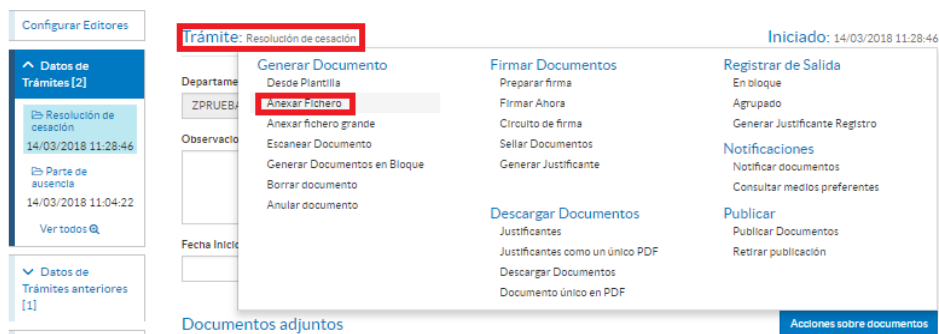 Configurar Editores
Datos de
Trámites [2]
Resolución de
cesación
14/03/2018 11:28:46
Parte de
ausencia
14/03/2018 11:04:22
Ver todos
Datos de
Trámites anteriores
[1]
Trámite: Resolución de cesación
Iniciado: 14/03/2018 11:28:46
Departame
ZPRUEBA
Observacio
Fecha Inicio
Generar Documento
Desde Plantilla
Anexar Fichero
Anexar fichero grande
Escanear Documento
Generar Documentos en Bloque
Borrar documento
Anular documento
Firmar Documentos
Preparar firma
Firmar Ahora
Circuito de firma
Sellar Documentos
Generar Justificante
Descargar Documentos
Justificantes
Justificantes como un único PDF
Descargar Documentos
Documento único en PDF
Registrar de Salida
En bloque
Agrupado
Generar Justificante Registro
Notificaciones
Notificar documentos
Consultar medios preferentes
Publicar
Publicar Documentos
Retirar publicación
Documentos adjuntos
Acciones sobre documentos